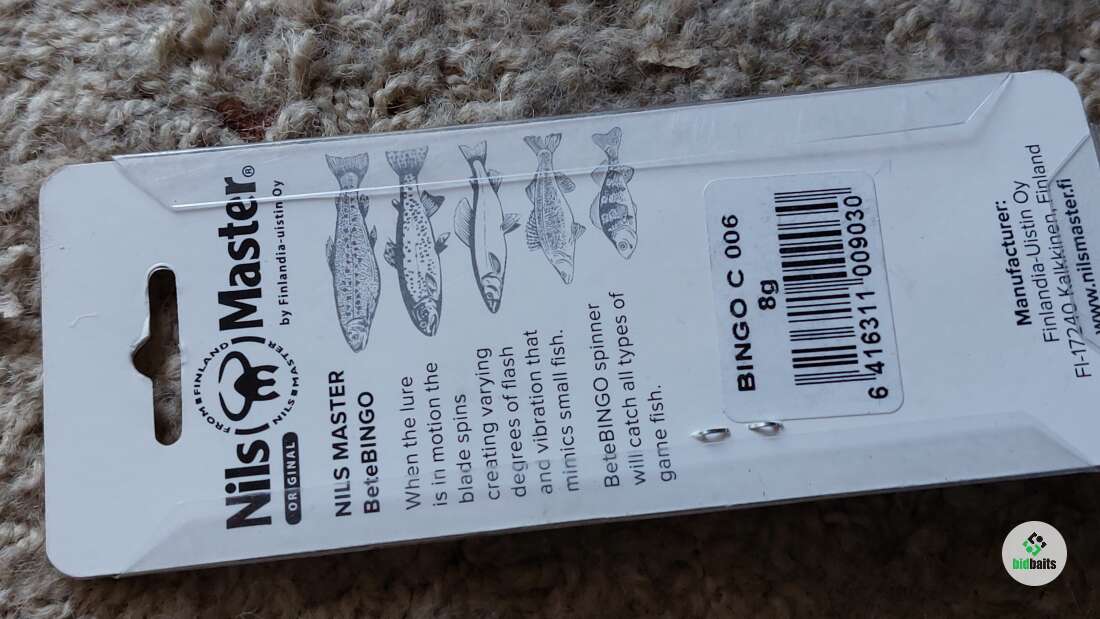 Nils Master®
FROM FINLAND
NILS MASTER
ORIGINAL
by Finlandia-uistin Oy
NILS MASTER
BeteBINGO
When the lure
is in motion the
blade spins
creating varying
degrees of flash
and vibration that
mimics small fish.
BeteBINGO spinner
will catch all types of
game fish.
BINGO C 006
8g
6 416311 009030
Manufacturer:
Finlandia-Uistin Oy
FI-17240 Kalkkinen, Finland
www.nilsmaster.fi
bidbaits